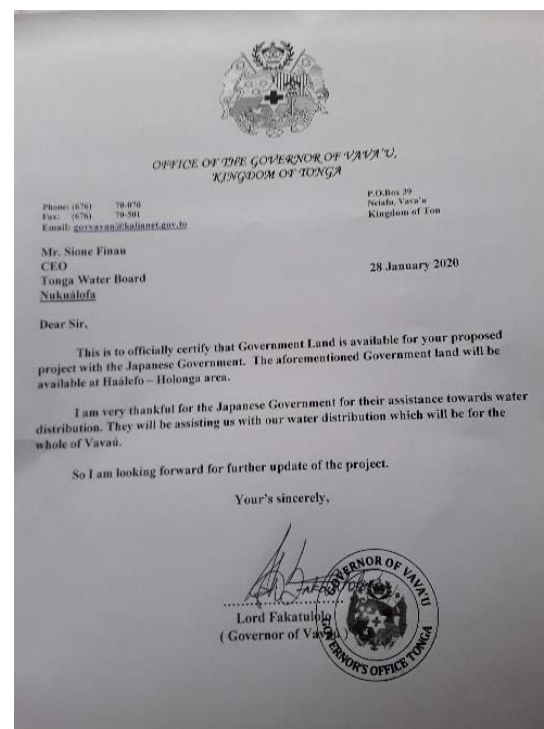 OFFICE OF THE GOVERNOR OF VAVA'U,
KINGDOM OF TONGA
Phone: (676) 70-070
Fax: (676) 70-501
Email: govvavau@kalianet.gov.to
P.O.Box 39
Neiafu, Vava'u
Kingdom of Ton
Mr. Sione Finau
CEO
Tonga Water Board
Nukuálofa
28 January 2020
Dear Sir,
This is to officially certify that Government Land is available for your proposed
project with the Japanese Government. The aforementioned Government land will be
available at Haálefo – Holonga area.
I am very thankful for the Japanese Government for their assistance towards water
distribution. They will be assisting us with our water distribution which will be for the
whole of Vavaú.
So I am looking forward for further update of the project.
Your's sincerely,
Lord Fakatulolo
( Governor of Vavaú )
GOVERNOR OF VAVA'U
GOVERNOR'S OFFICE TONGA